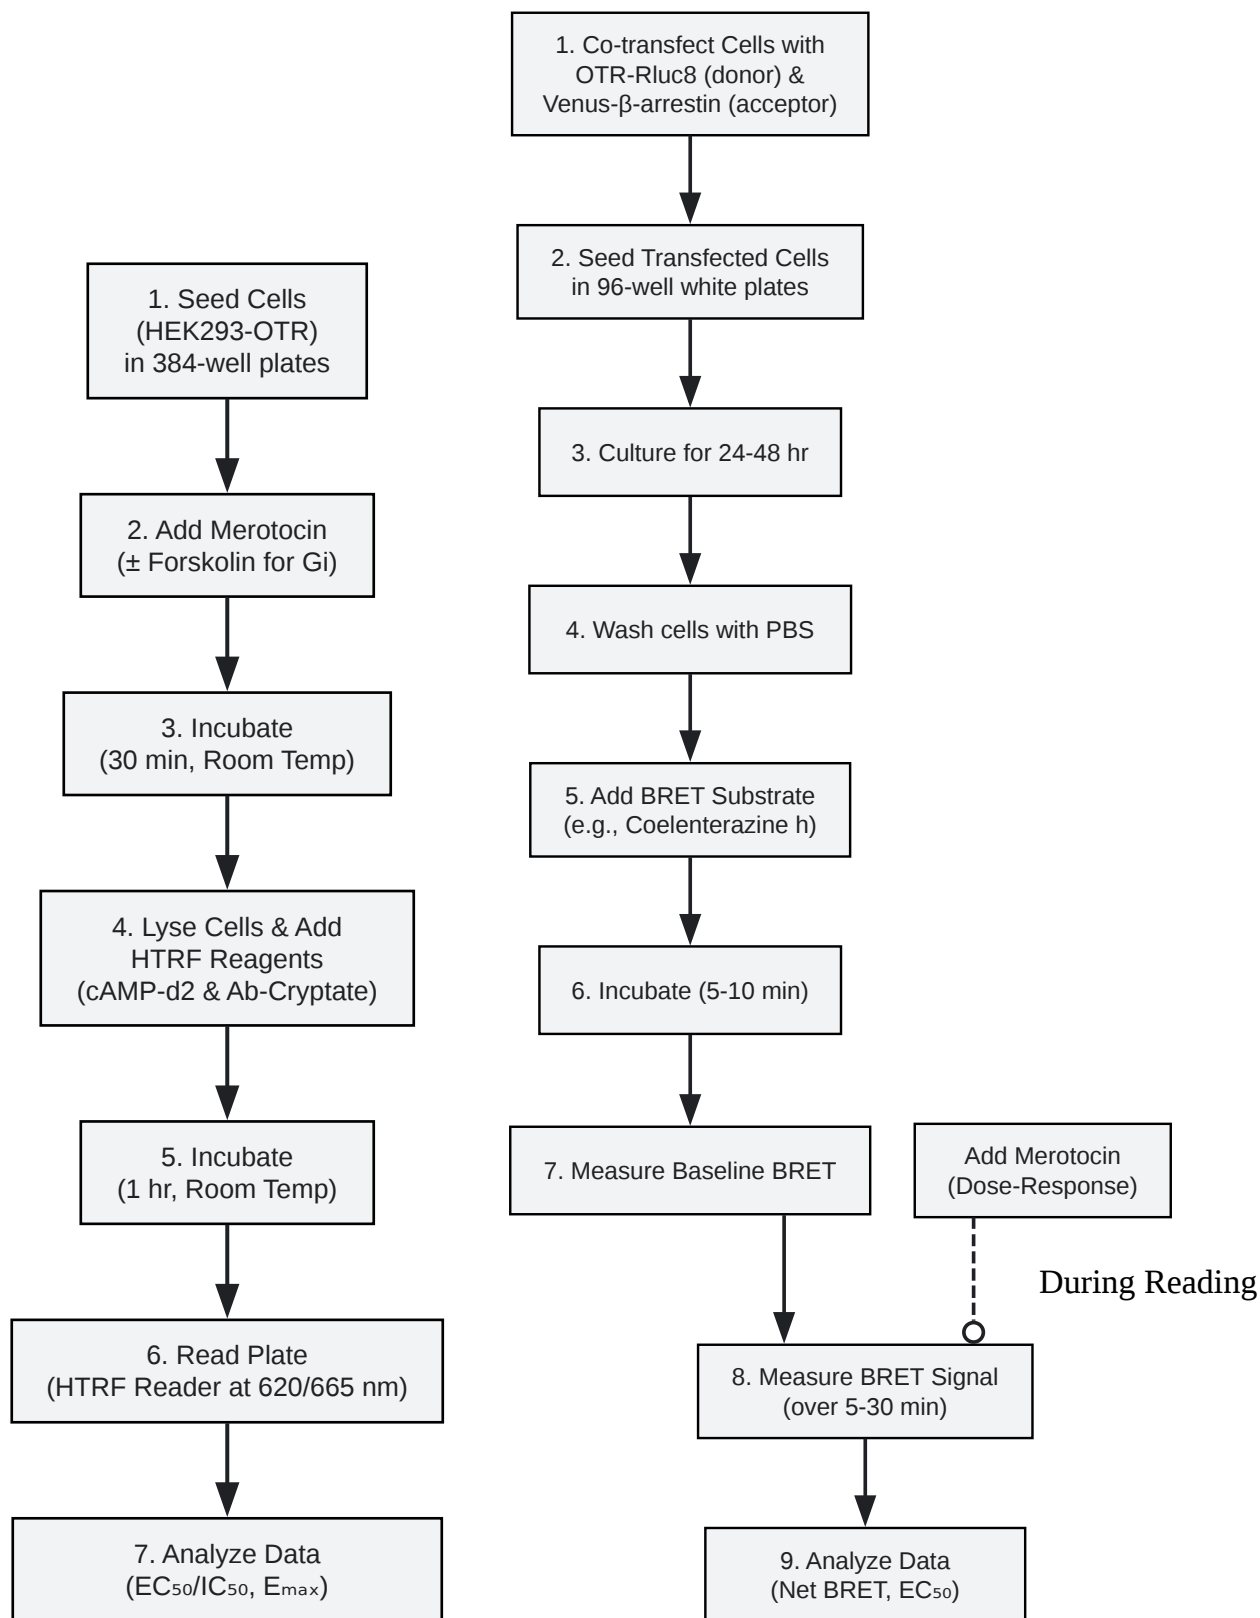 1. Seed Cells
(HEK293-OTR)
in 384-well plates
2. Add Merotocin
(± Forskolin for Gi)
3. Incubate
(30 min, Room Temp)
4. Lyse Cells & Add
HTRF Reagents
(cAMP-d2 & Ab-Cryptate)
5. Incubate
(1 hr, Room Temp)
6. Read Plate
(HTRF Reader at 620/665 nm)
7. Analyze Data
(EC₅₀/IC₅₀, Eₘₐₓ)
1. Co-transfect Cells with
OTR-Rluc8 (donor) &
Venus-β-arrestin (acceptor)
2. Seed Transfected Cells
in 96-well white plates
3. Culture for 24-48 hr
4. Wash cells with PBS
5. Add BRET Substrate
(e.g., Coelenterazine h)
6. Incubate (5-10 min)
7. Measure Baseline BRET
Add Merotocin
(Dose-Response)
During Reading
8. Measure BRET Signal
(over 5-30 min)
9. Analyze Data
(Net BRET, EC₅₀)